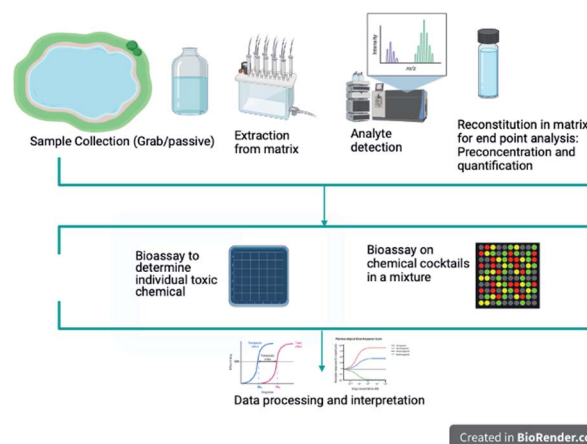 Intensity
m/z
Sample Collection (Grab/passive)
Extraction
from matrix
Analyte
detection
Reconstitution in matrix
for end point analysis:
Preconcentration and
quantification
Bioassay to
determine
individual toxic
chemical
Bioassay on
chemical cocktails
in a mixture
Data processing and interpretation
Created in BioRender.co